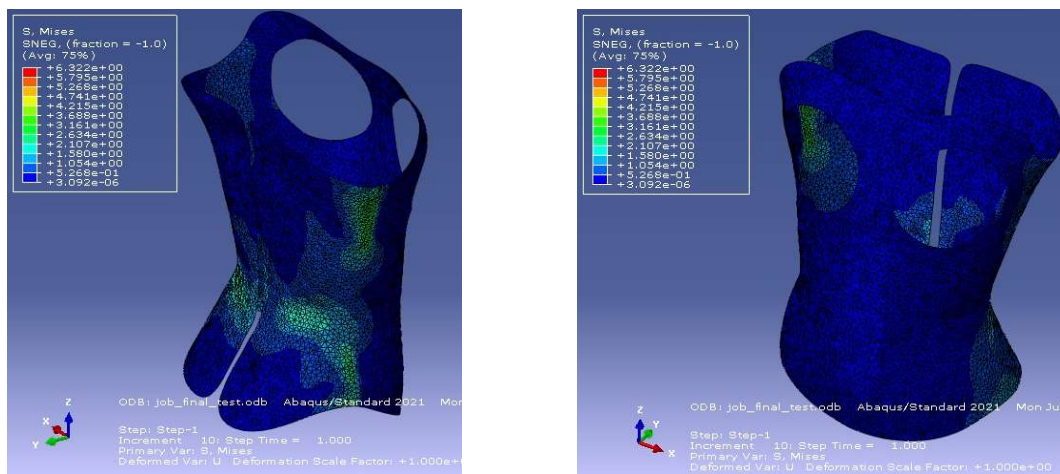 S, Mises
SNEG, (fraction = -1.0)
(Avg: 75%)
+6.322e+00
+5.795e+00
+5.268e+00
+4.741e+00
+4.215e+00
+3.688e+00
+3.161e+00
+2.634e+00
+2.107e+00
+1.580e+00
+1.054e+00
+5.268e-01
+3.092e-06
Z
X
Y
ODB: job_final_test.odb Abaqus/Standard 2021 Mon
Step: Step-1
Increment 10: Step Time = 1.000
Primary Var: S, Mises
Deformed Var: U Deformation Scale Factor: +1.000e+0
S, Mises
SNEG, (fraction = -1.0)
(Avg: 75%)
+6.322e+00
+5.795e+00
+5.268e+00
+4.741e+00
+4.215e+00
+3.688e+00
+3.161e+00
+2.634e+00
+2.107e+00
+1.580e+00
+1.054e+00
+5.268e-01
+3.092e-06
Z
Y
X
ODB: job_final_test.odb Abaqus/Standard 2021 Mon Ju
Step: Step-1
Increment 10: Step Time = 1.000
Primary Var: S, Mises
Deformed Var: U Deformation Scale Factor: +1.000e+